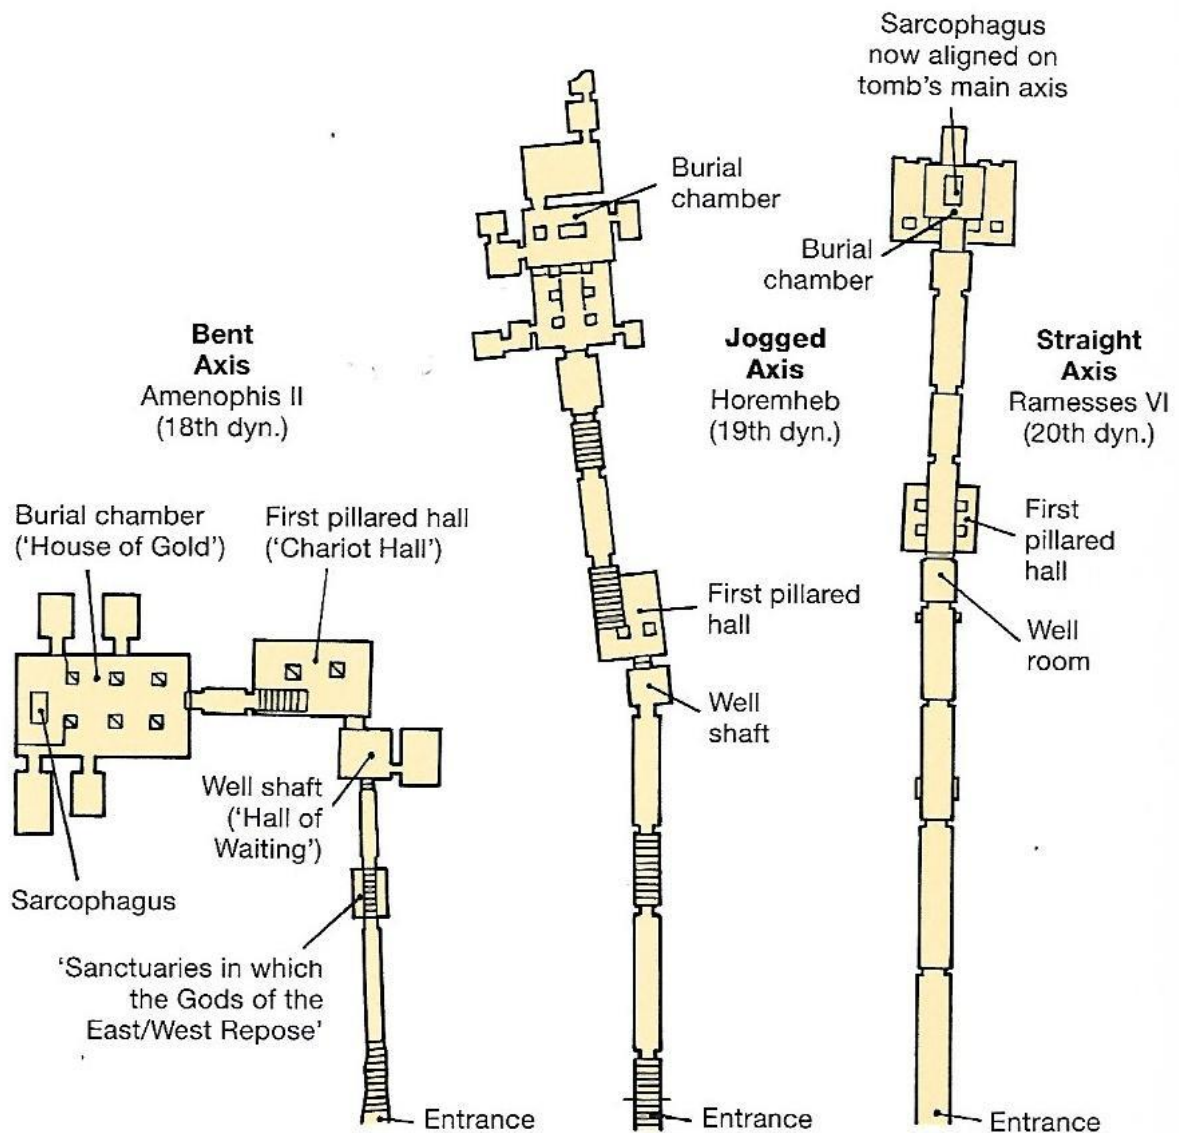 Sarcophagus
now aligned on
tomb's main axis
Burial
chamber
Burial
chamber
Bent
Axis
Amenophis II
(18th dyn.)
Jogged
Axis
Horemheb
(19th dyn.)
Straight
Axis
Ramesses VI
(20th dyn.)
Burial chamber
('House of Gold')
First pillared hall
('Chariot Hall')
First
pillared
hall
First pillared
hall
Well
room
Well
shaft
Well shaft
('Hall of
Waiting')
Sarcophagus
'Sanctuaries in which
the Gods of the
East/West Repose'
Entrance
Entrance
Entrance